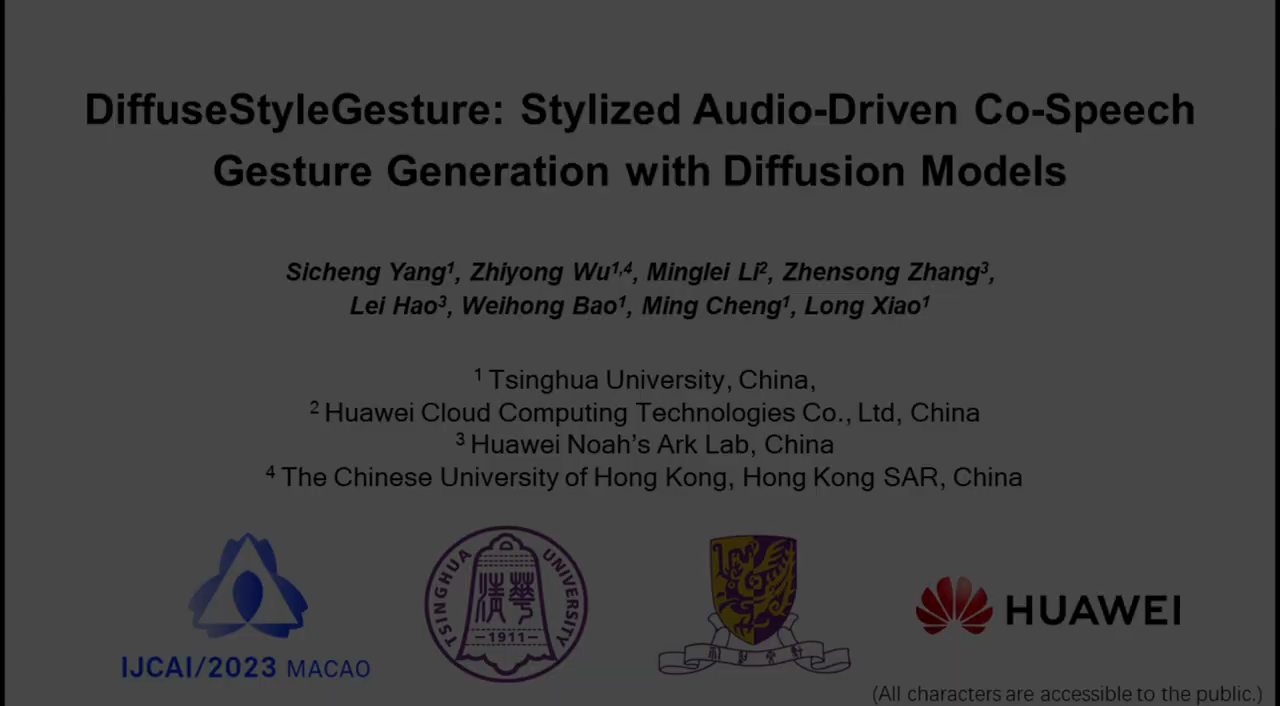 DiffuseStyleGesture: Stylized Audio-Driven Co-Speech
Gesture Generation with Diffusion Models
Sicheng Yang¹, Zhiyong Wu¹,⁴, Minglei Li², Zhensong Zhang³,
Lei Hao³, Weihong Bao¹, Ming Cheng¹, Long Xiao¹
¹ Tsinghua University, China,
² Huawei Cloud Computing Technologies Co., Ltd, China
³ Huawei Noah's Ark Lab, China
⁴ The Chinese University of Hong Kong, Hong Kong SAR, China
IJCAI/2023 MACAO
TSINGHUA UNIVERSITY
清華
–1911–
HUAWEI
(All characters are accessible to the public.)